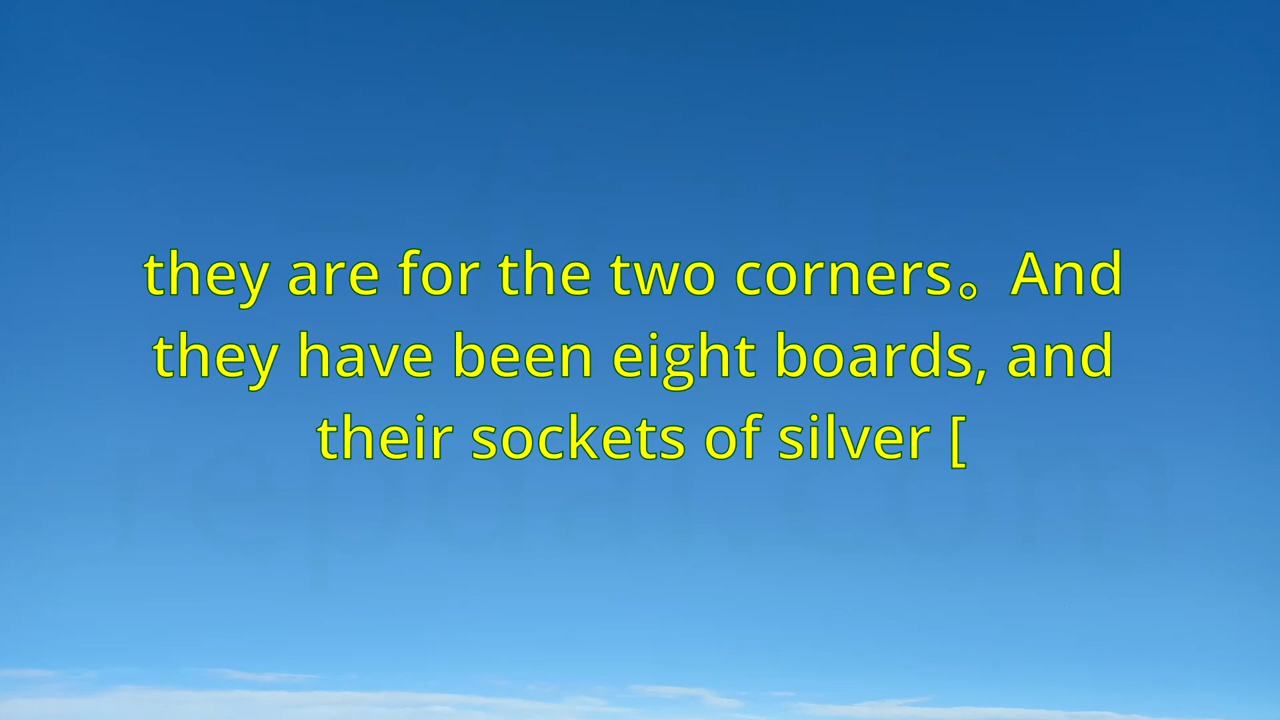 they are for the two corners。And
they have been eight boards, and
their sockets of silver [